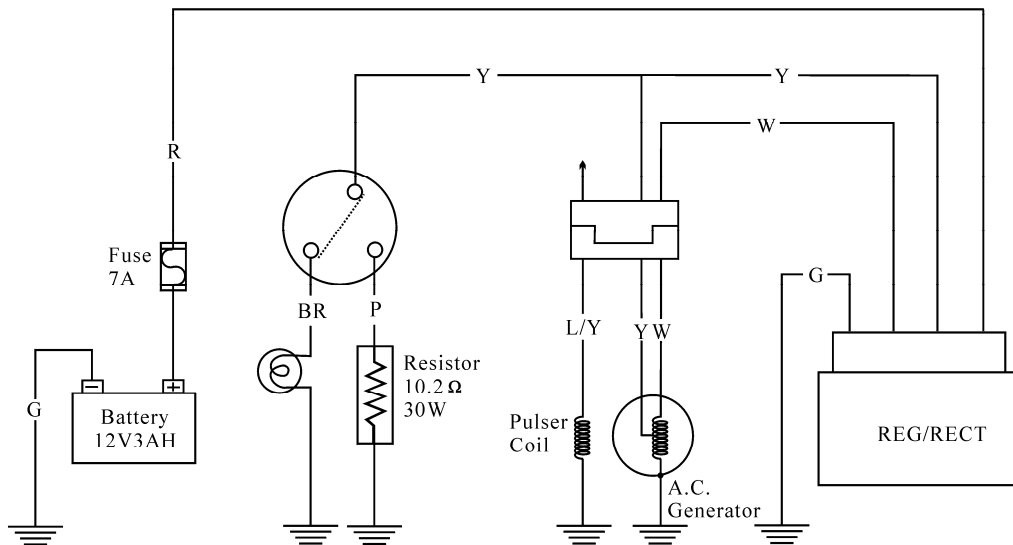 Y
Y
W
R
Fuse
7A
G
BR
P
L/Y
Y W
Resistor
10.2 Ω
30W
G
Battery
12V3AH
Pulser
Coil
REG/RECT
A.C.
Generator